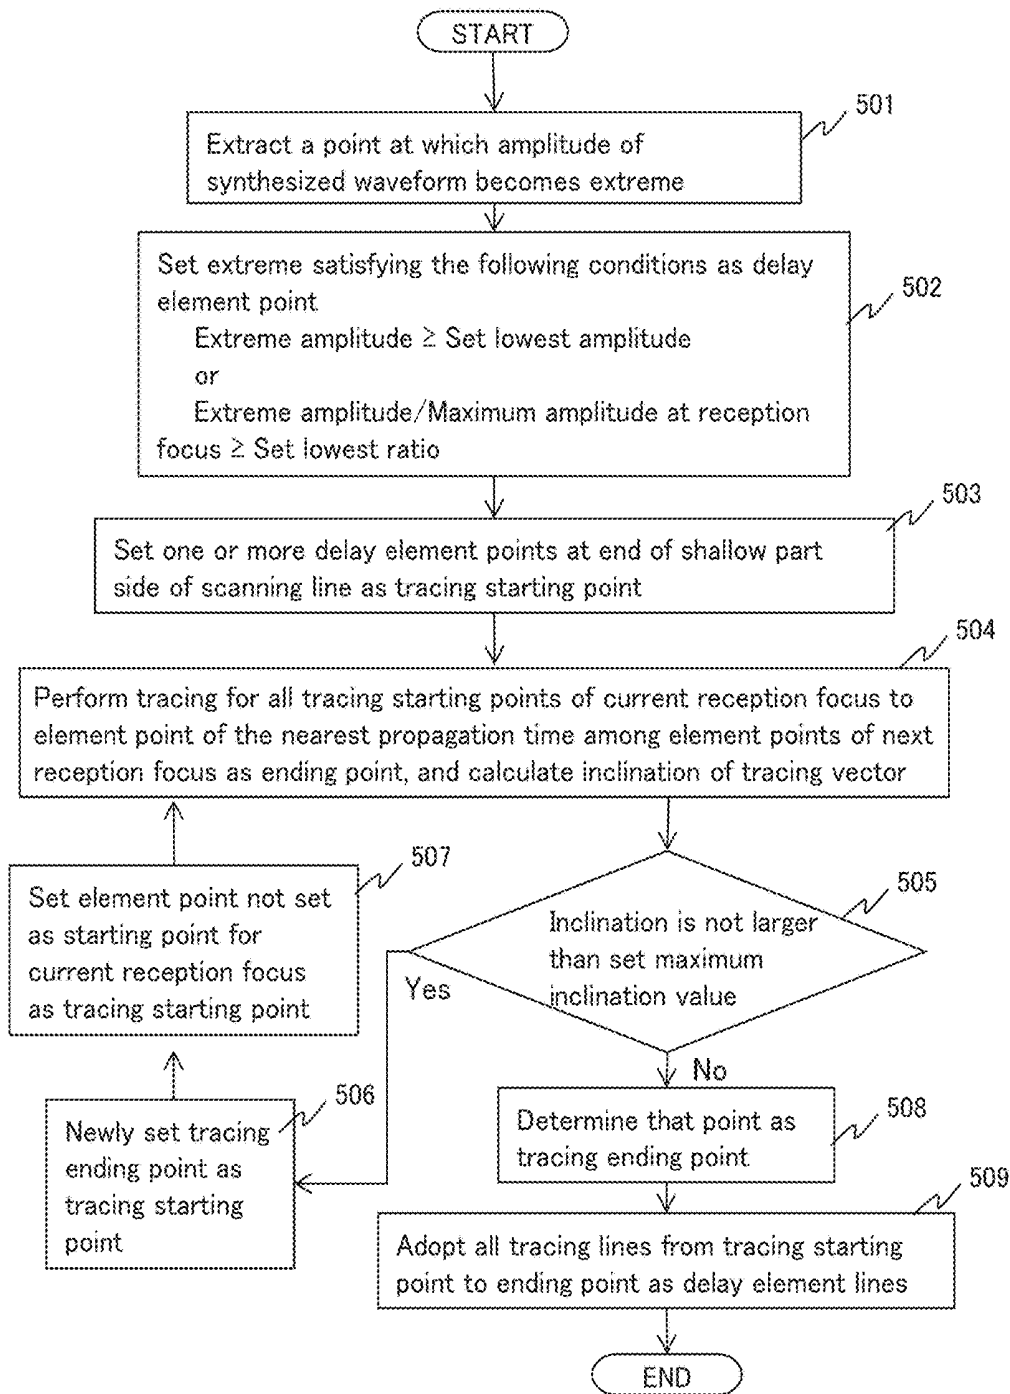 START
501
Extract a point at which amplitude of
synthesized waveform becomes extreme
502
Set extreme satisfying the following conditions as delay
element point
Extreme amplitude ≥ Set lowest amplitude
or
Extreme amplitude/Maximum amplitude at reception
focus ≥ Set lowest ratio
503
Set one or more delay element points at end of shallow part
side of scanning line as tracing starting point
504
Perform tracing for all tracing starting points of current reception focus to
element point of the nearest propagation time among element points of next
reception focus as ending point, and calculate inclination of tracing vector
507
Set element point not set
as starting point for
current reception focus
as tracing starting point
505
Inclination is not larger
than set maximum
inclination value
Yes
No
506
Newly set tracing
ending point as
tracing starting
point
508
Determine that point as
tracing ending point
509
Adopt all tracing lines from tracing starting
point to ending point as delay element lines
END